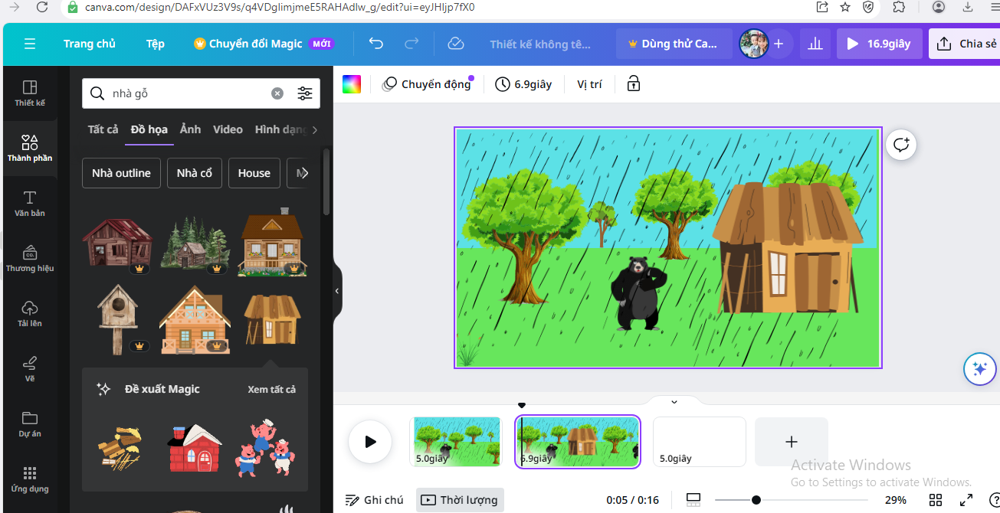 canva.com/design/DAFxVUz3V9s/q4VDglimjmeE5RAHAdlw_g/edit?ui=eyJHIjp7fX0
Trang chủ Tệp Chuyển đổi Magic MỚI Thiết kế không tê... Dùng thử Ca... + 16.9giây Chia sẻ
Thiết kế
Thành phần
Văn bản
CO.
Thương hiệu
Tải lên
Vẽ
Dự án
Ứng dụng
nhà gỗ
Tất cả Đồ họa Ảnh Video Hình dạng
Nhà outline Nhà cổ House
Đề xuất Magic Xem tất cả
Chuyển động 6.9giây Vị trí
5.0giây 6.9giây 5.0giây +
Activate Windows
Go to Settings to activate Windows.
Ghi chú Thời lượng 0:05 / 0:16 29%